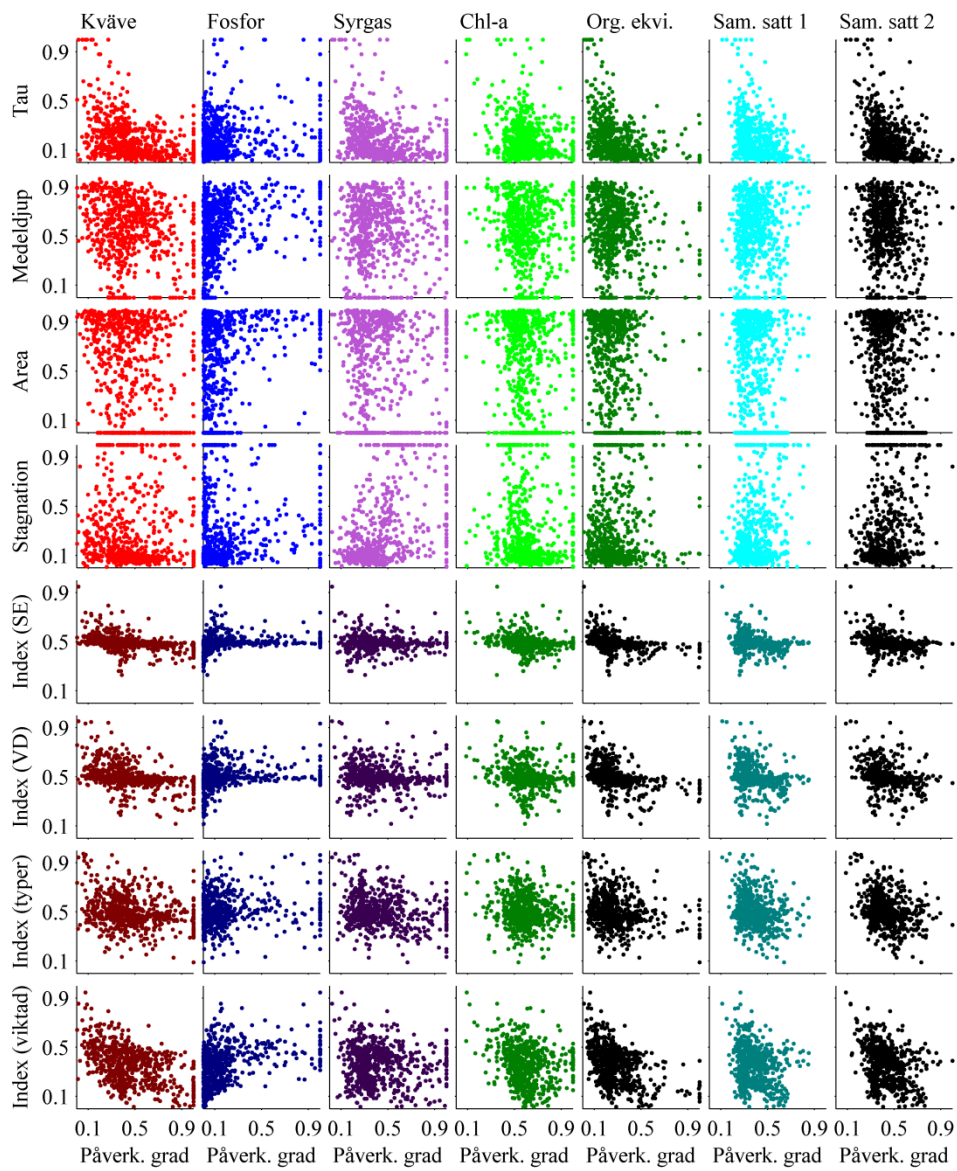 Kväve Fosfor Syrgas Chl-a Org. ekvi. Sam. satt 1 Sam. satt 2
Tau
0.9
0.5
0.1
Medeldjup
0.9
0.5
0.1
Area
0.9
0.5
0.1
Stagnation
0.9
0.5
0.1
Index (SE)
0.9
0.5
0.1
Index (VD)
0.9
0.5
0.1
Index (typer)
0.9
0.5
0.1
Index (viktad)
0.9
0.5
0.1
0.1 0.5 0.9 0.1 0.5 0.9 0.1 0.5 0.9 0.1 0.5 0.9 0.1 0.5 0.9 0.1 0.5 0.9 0.1 0.5 0.9
Påverk. grad Påverk. grad Påverk. grad Påverk. grad Påverk. grad Påverk. grad Påverk. grad